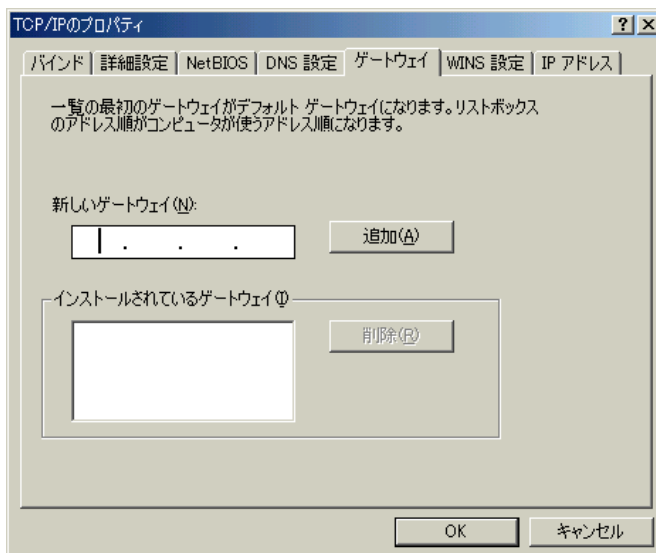 TCP/IPのプロパティ
バインド 詳細設定 NetBIOS DNS 設定 ゲートウェイ WINS 設定 IP アドレス
一覧の最初のゲートウェイがデフォルト ゲートウェイになります。リストボックス
のアドレス順がコンピュータが使うアドレス順になります。
新しいゲートウェイ(N):
. . .
追加(A)
インストールされているゲートウェイ(I)
削除(R)
OK キャンセル